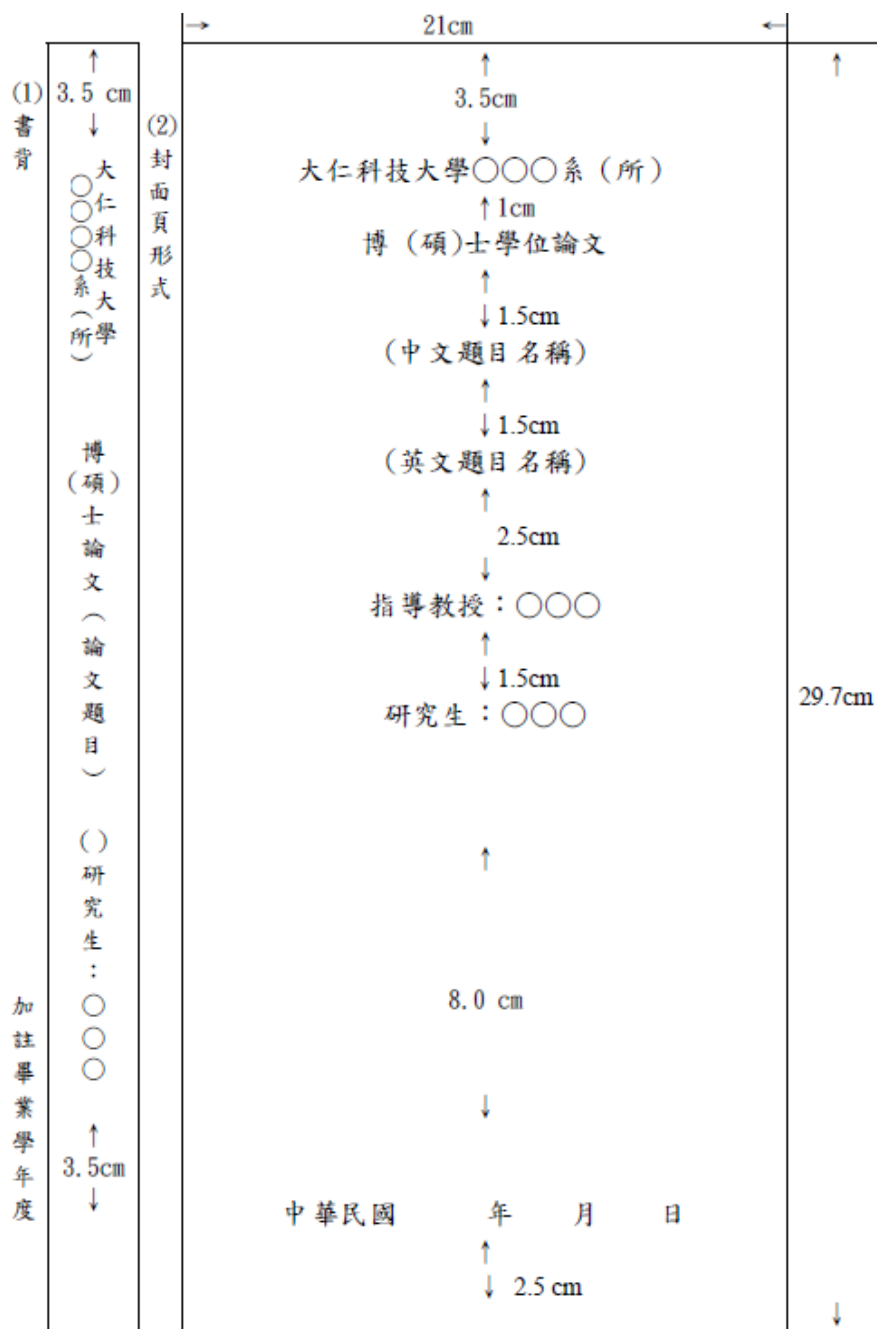 (1)書背
3.5 cm
大仁科技大學
○○○○系(所)
博(碩)士論文(論文題目)
()研究生:○○○
3.5cm
加註畢業學年度
(2)封面頁形式
21cm
3.5cm
大仁科技大學○○○系(所)
1cm
博(碩)士學位論文
1.5cm
(中文題目名稱)
1.5cm
(英文題目名稱)
2.5cm
指導教授:○○○
1.5cm
研究生:○○○
8.0 cm
中華民國 年 月 日
2.5 cm
29.7cm